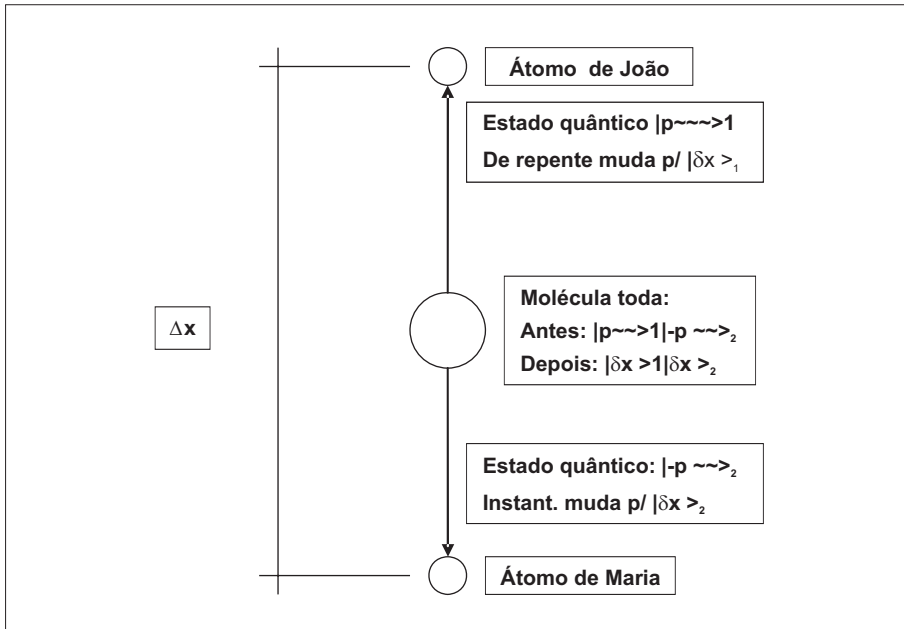 Átomo de João
Estado quântico |p~~~>1
De repente muda p/ |δx >₁
Δx
Molécula toda:
Antes: |p~~>1|-p ~~>₂
Depois: |δx >1|δx >₂
Estado quântico: |-p ~~>₂
Instant. muda p/ |δx >₂
Átomo de Maria